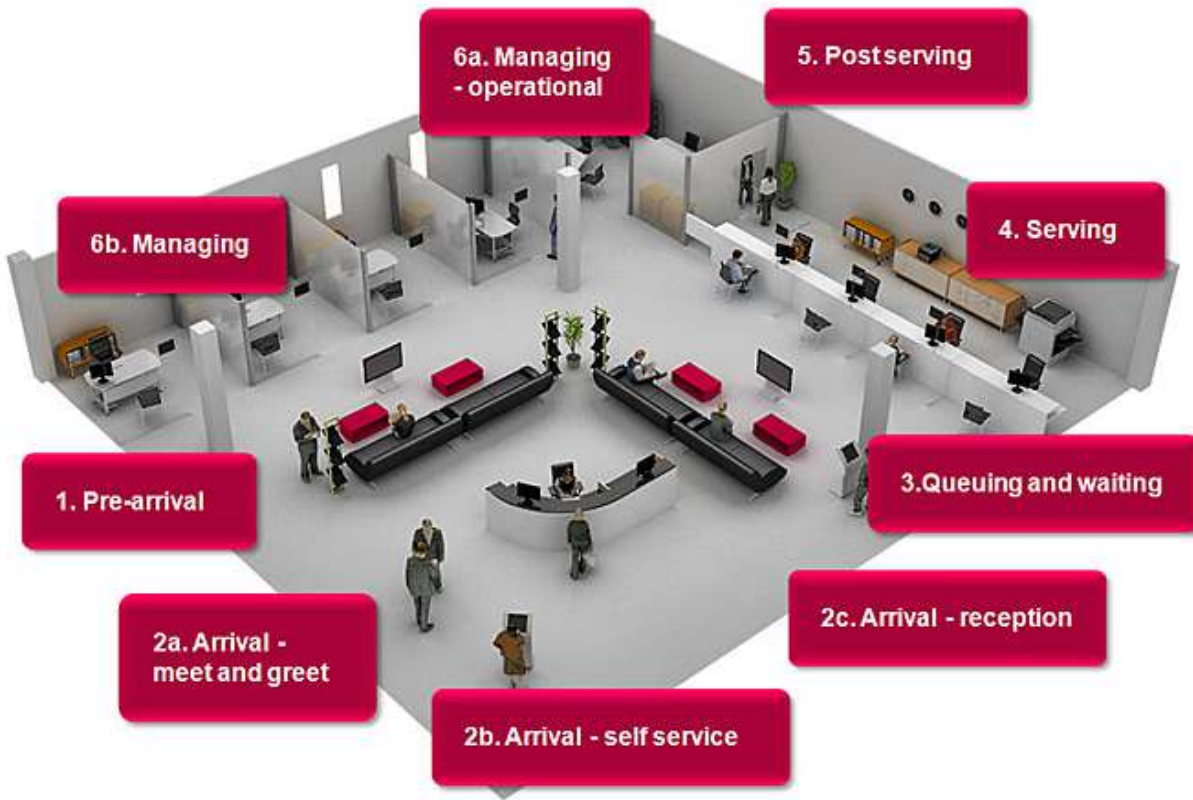 6a. Managing
- operational
5. Post serving
6b. Managing
4. Serving
1. Pre-arrival
3.Queuing and waiting
2a. Arrival -
meet and greet
2c. Arrival - reception
2b. Arrival - self service